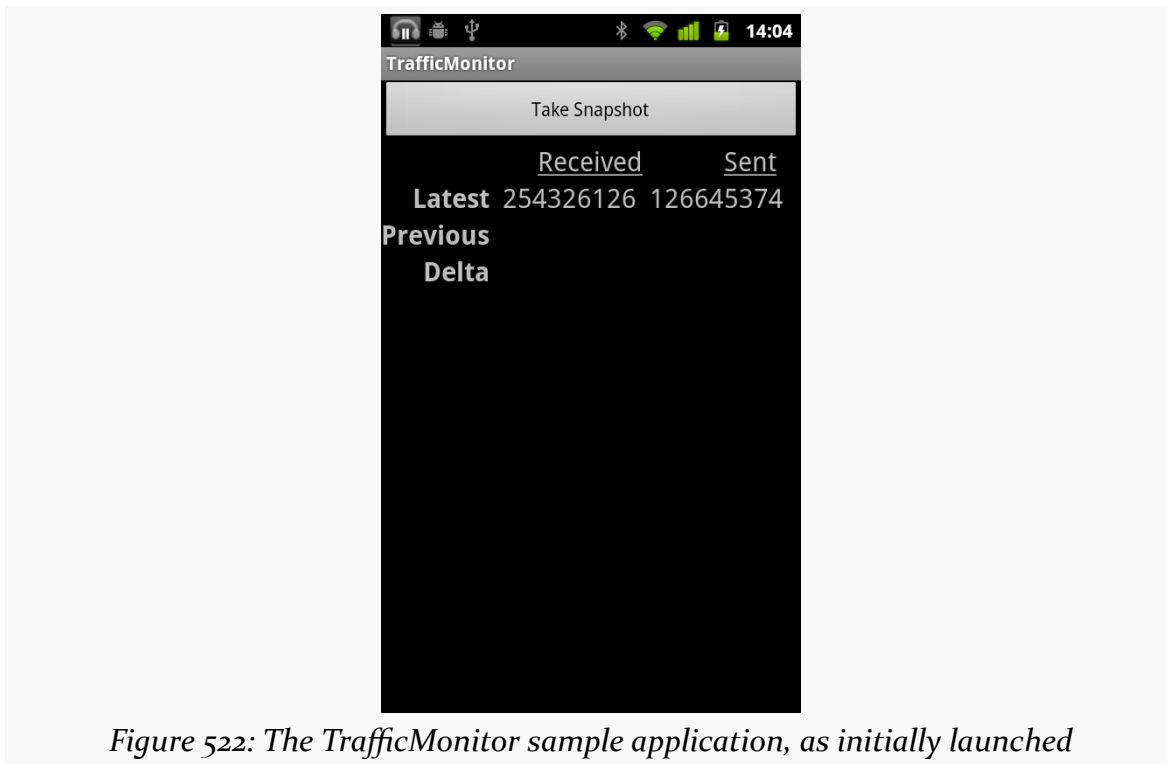 14:04
TrafficMonitor
Take Snapshot
Received Sent
Latest 254326126 126645374
Previous
Delta
Figure 522: The TrafficMonitor sample application, as initially launched